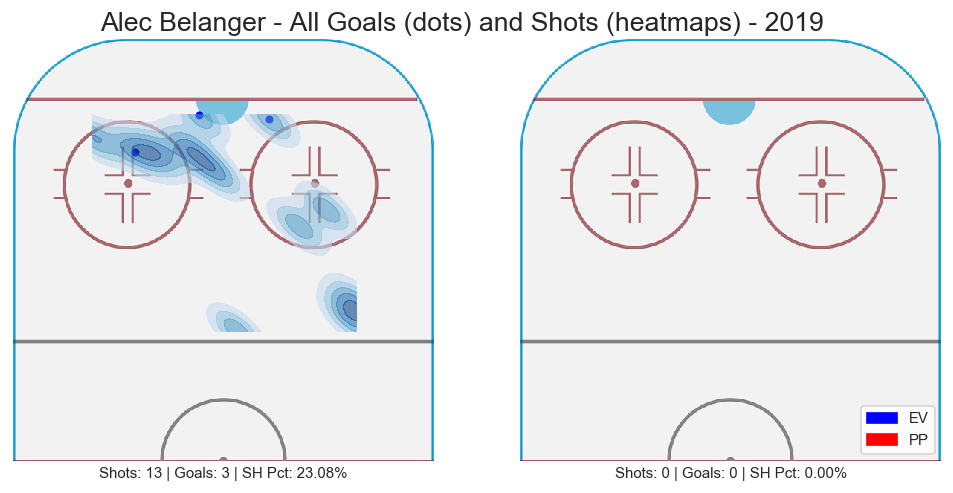 Alec Belanger - All Goals (dots) and Shots (heatmaps) - 2019
EV
PP
Shots: 13 | Goals: 3 | SH Pct: 23.08%
Shots: 0 | Goals: 0 | SH Pct: 0.00%